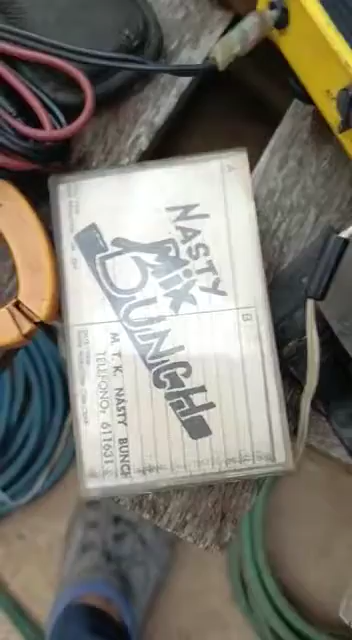 A
NASTY
Mix
BUNCH
B
M. T. K. NASTY BUNCH
TELEFONO: 611631